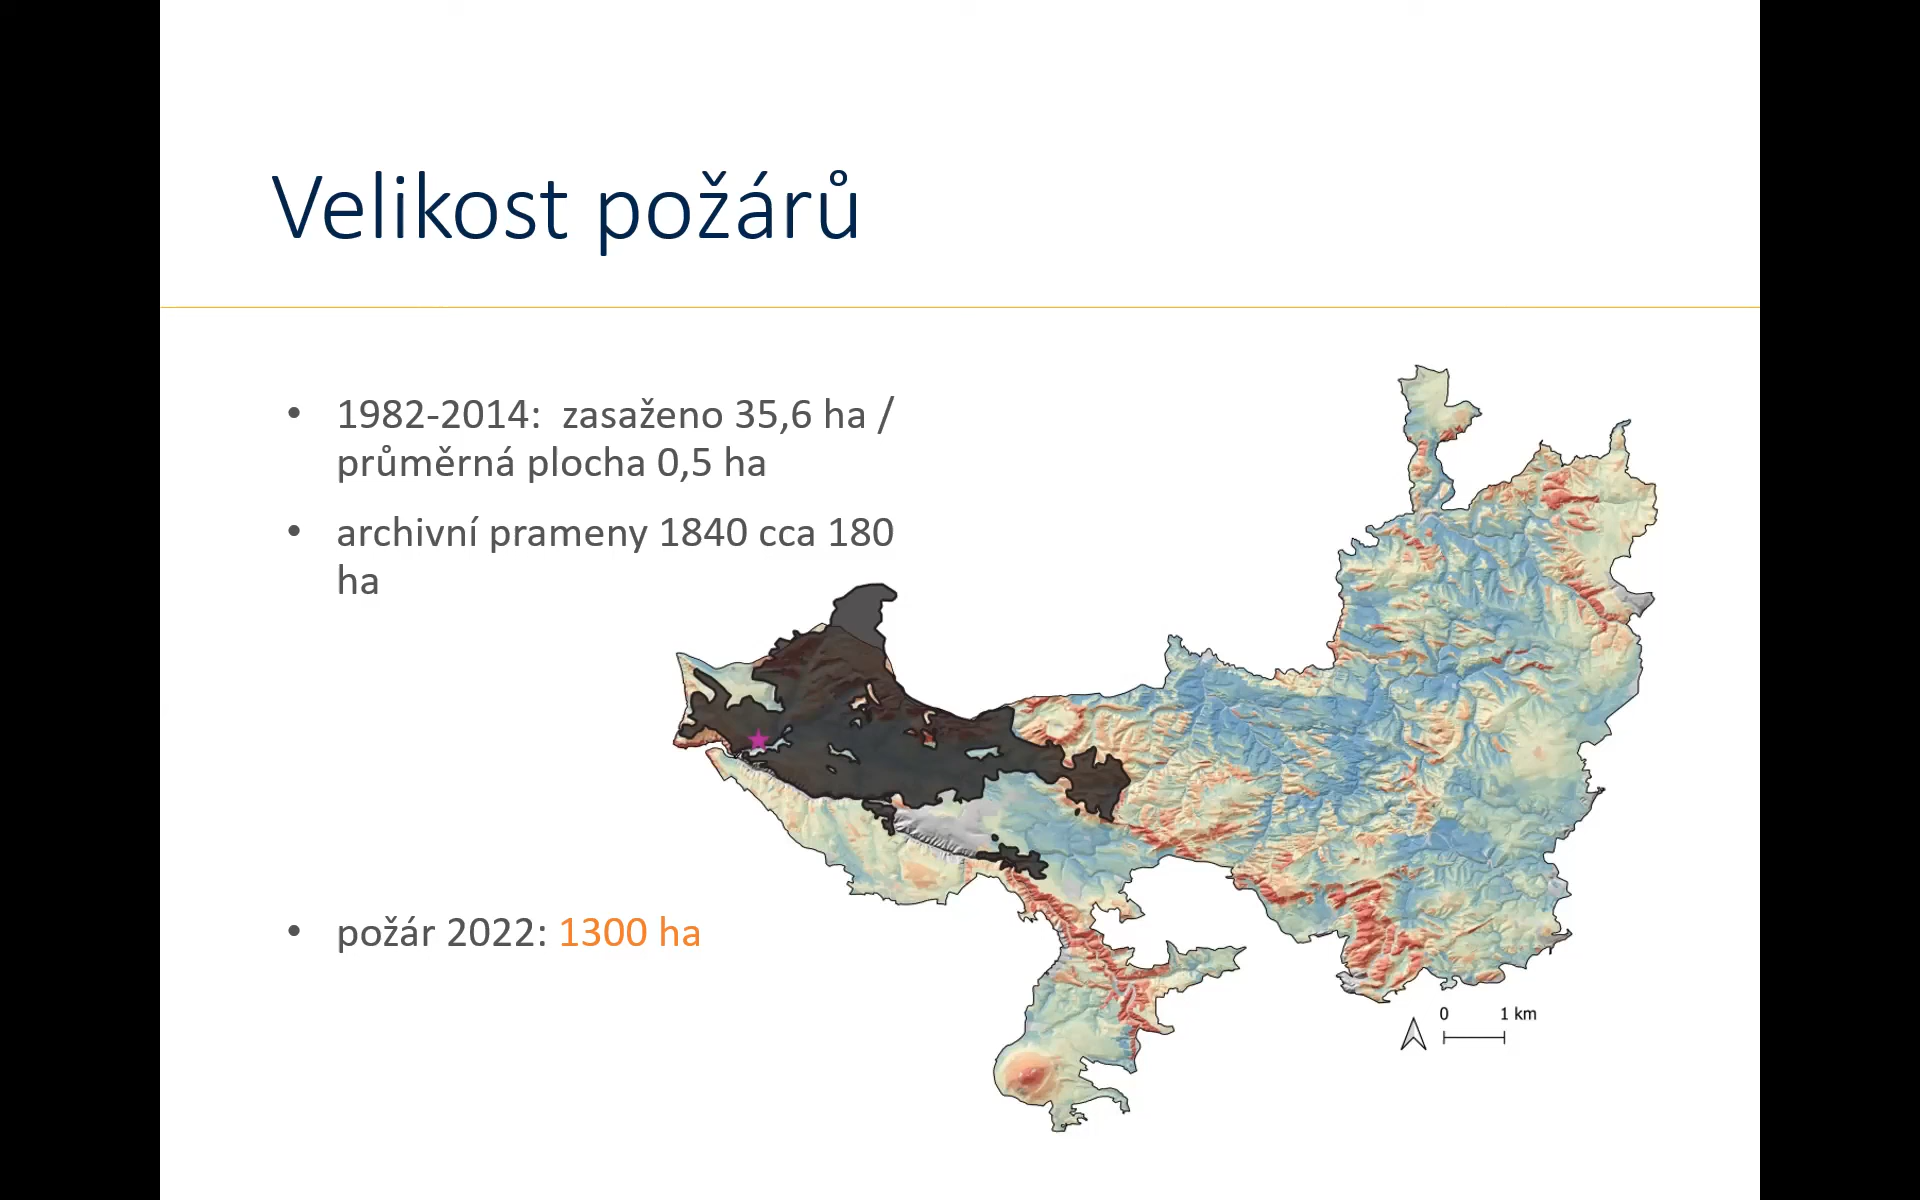 Velikost požárů
• 1982-2014:  zasaženo 35,6 ha /
průměrná plocha 0,5 ha
• archivní prameny 1840 cca 180
ha
• požár 2022: 1300 ha
0 1 km